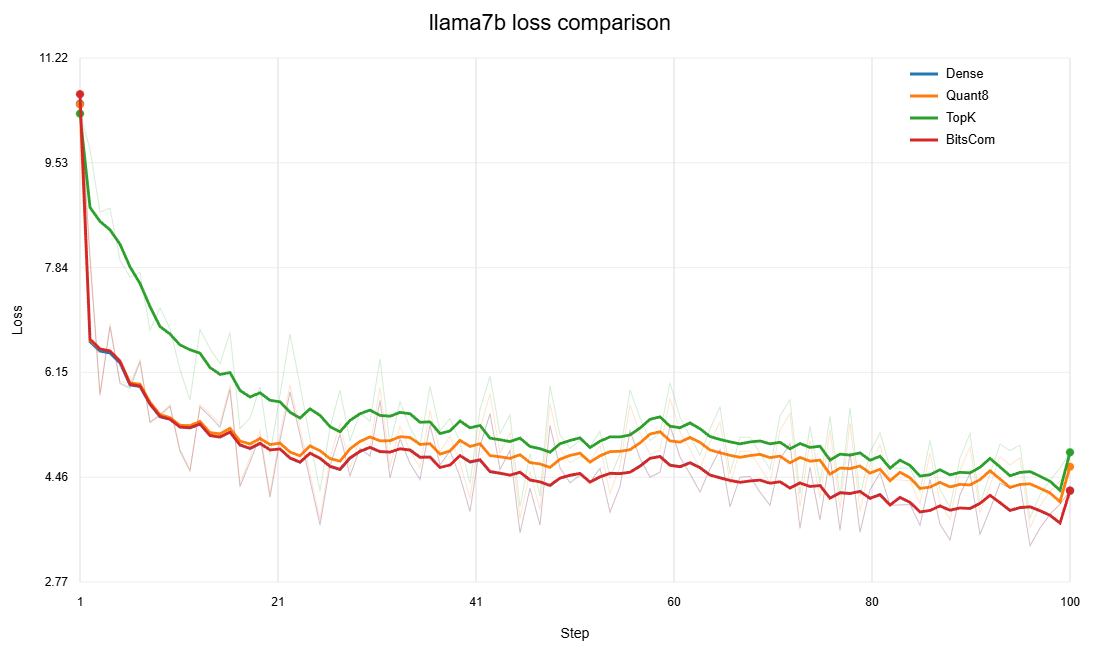 llama7b loss comparison
11.22
9.53
7.84
6.15
4.46
2.77
Loss
Dense
Quant8
TopK
BitsCom
1
21
41
60
80
100
Step